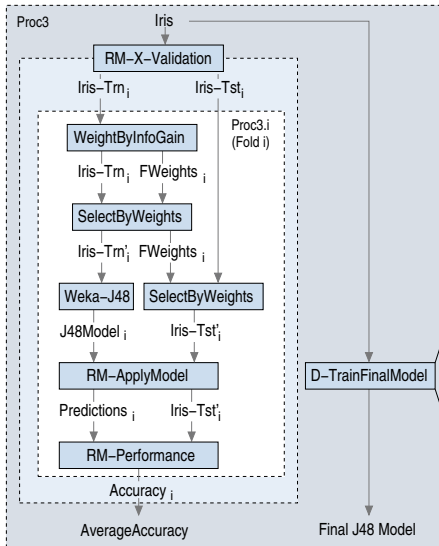 Proc3
Iris
RM-X-Validation
Iris-Trn i
Iris-Tst i
Proc3.i
(Fold i)
WeightByInfoGain
Iris-Trn i
FWeights i
SelectByWeights
Iris-Trn' i
FWeights i
Weka-J48
SelectByWeights
J48Model i
Iris-Tst' i
RM-ApplyModel
D-TrainFinalModel
Predictions i
Iris-Tst' i
RM-Performance
Accuracy i
AverageAccuracy
Final J48 Model